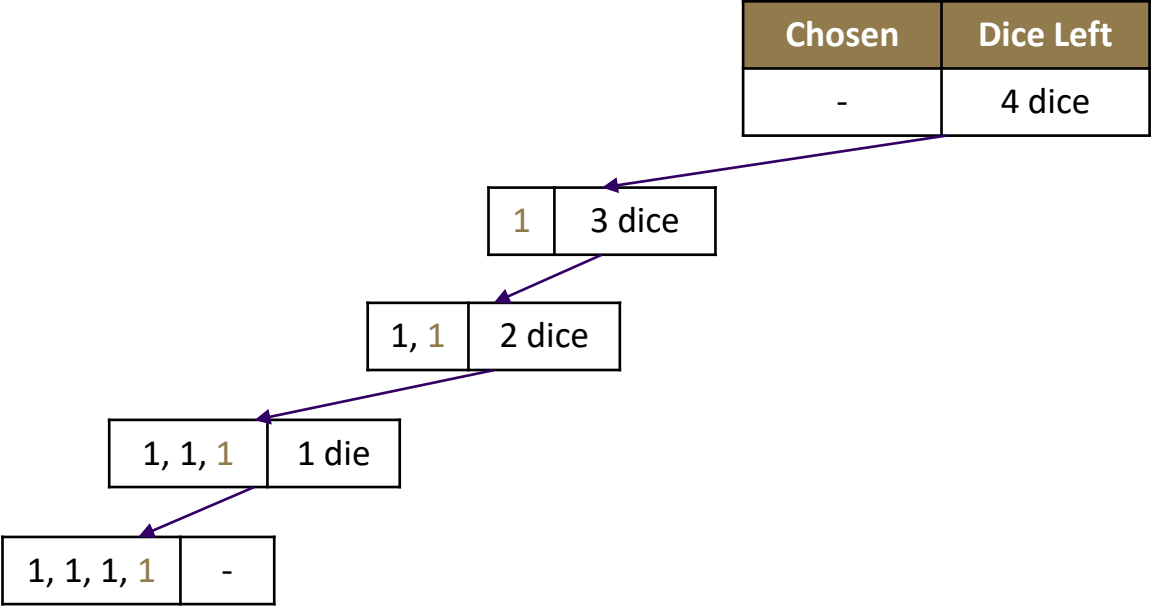 Chosen Dice Left
- 4 dice
1 3 dice
1, 1 2 dice
1, 1, 1 1 die
1, 1, 1, 1 -